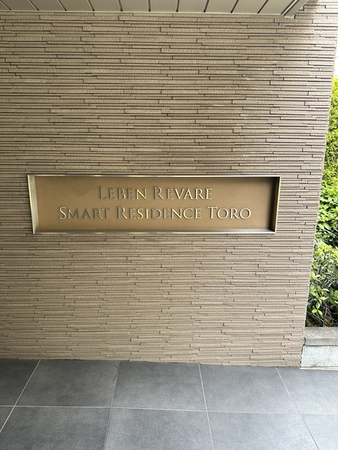 LEBEN REVARE
SMART RESIDENCE TORO